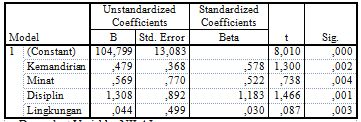 Unstandardized Coefficients Standardized Coefficients
Model B Std. Error Beta t Sig.
1 (Constant) 104,799 13,083 8,010 ,000
Kemandirian ,479 ,368 ,578 1,300 ,002
Minat ,569 ,770 ,522 ,738 ,004
Disiplin 1,308 ,892 1,183 1,466 ,001
Lingkungan ,044 ,499 ,030 ,087 ,003